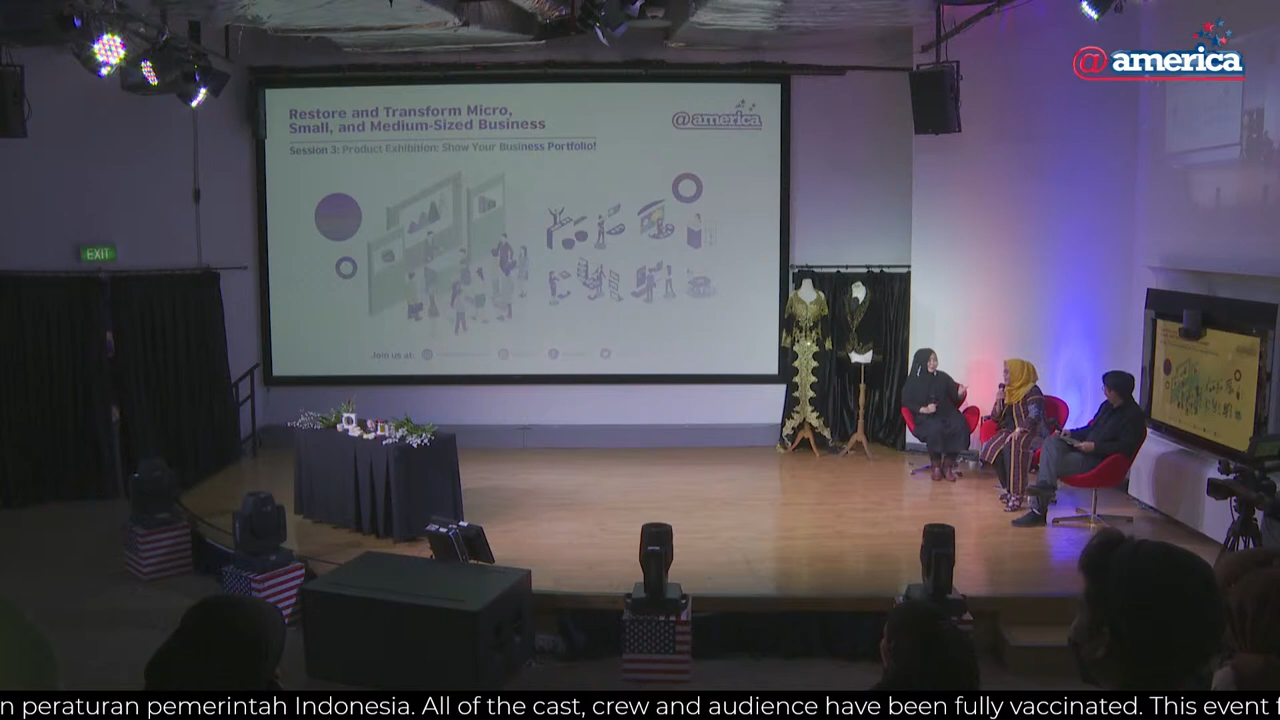 @america
Restore and Transform Micro,
Small, and Medium-Sized Business
@america
Session 3: Product Exhibition: Show Your Business Portfolio!
EXIT
Join us at:
n peraturan pemerintah Indonesia. All of the cast, crew and audience have been fully vaccinated. This event